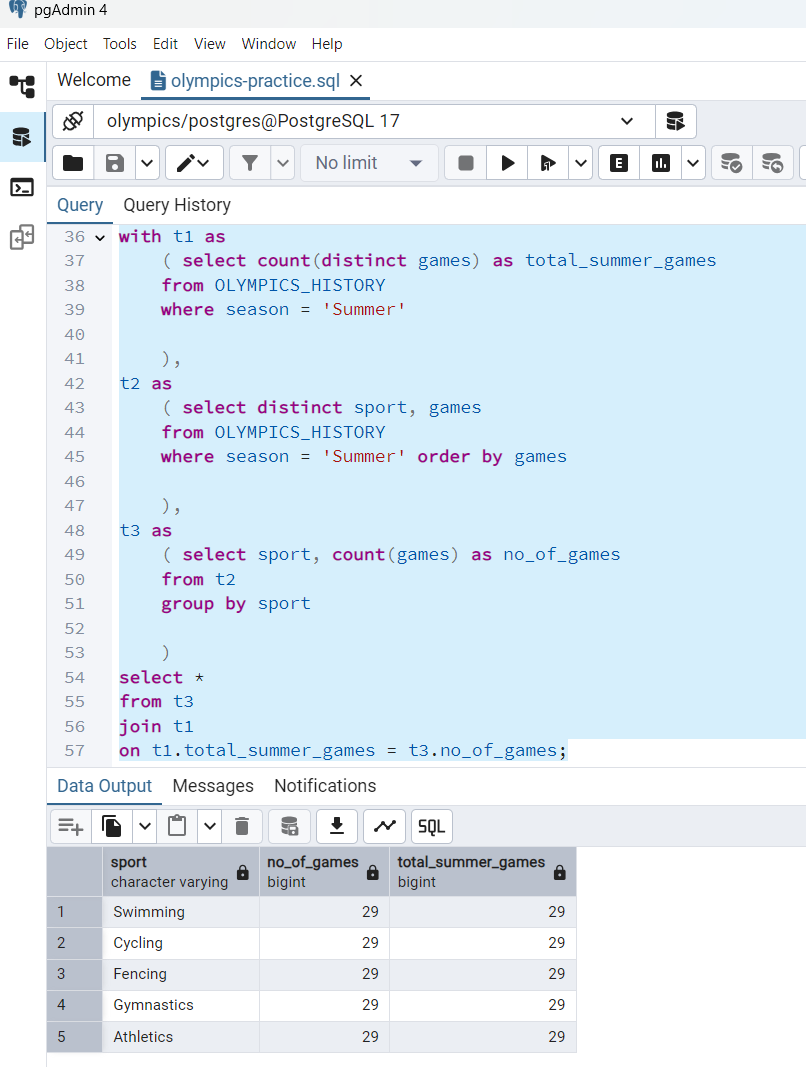 pgAdmin 4
File Object Tools Edit View Window Help
Welcome olympics-practice.sql
olympics/postgres@PostgreSQL 17
No limit E
Query Query History
36 with t1 as
37 ( select count(distinct games) as total_summer_games
38 from OLYMPICS_HISTORY
39 where season = 'Summer'
40
41 ),
42 t2 as
43 ( select distinct sport, games
44 from OLYMPICS_HISTORY
45 where season = 'Summer' order by games
46
47 ),
48 t3 as
49 ( select sport, count(games) as no_of_games
50 from t2
51 group by sport
52
53 )
54 select *
55 from t3
56 join t1
57 on t1.total_summer_games = t3.no_of_games;
Data Output Messages Notifications
SQL
sport no_of_games total_summer_games
character varying bigint bigint
1 Swimming 29 29
2 Cycling 29 29
3 Fencing 29 29
4 Gymnastics 29 29
5 Athletics 29 29